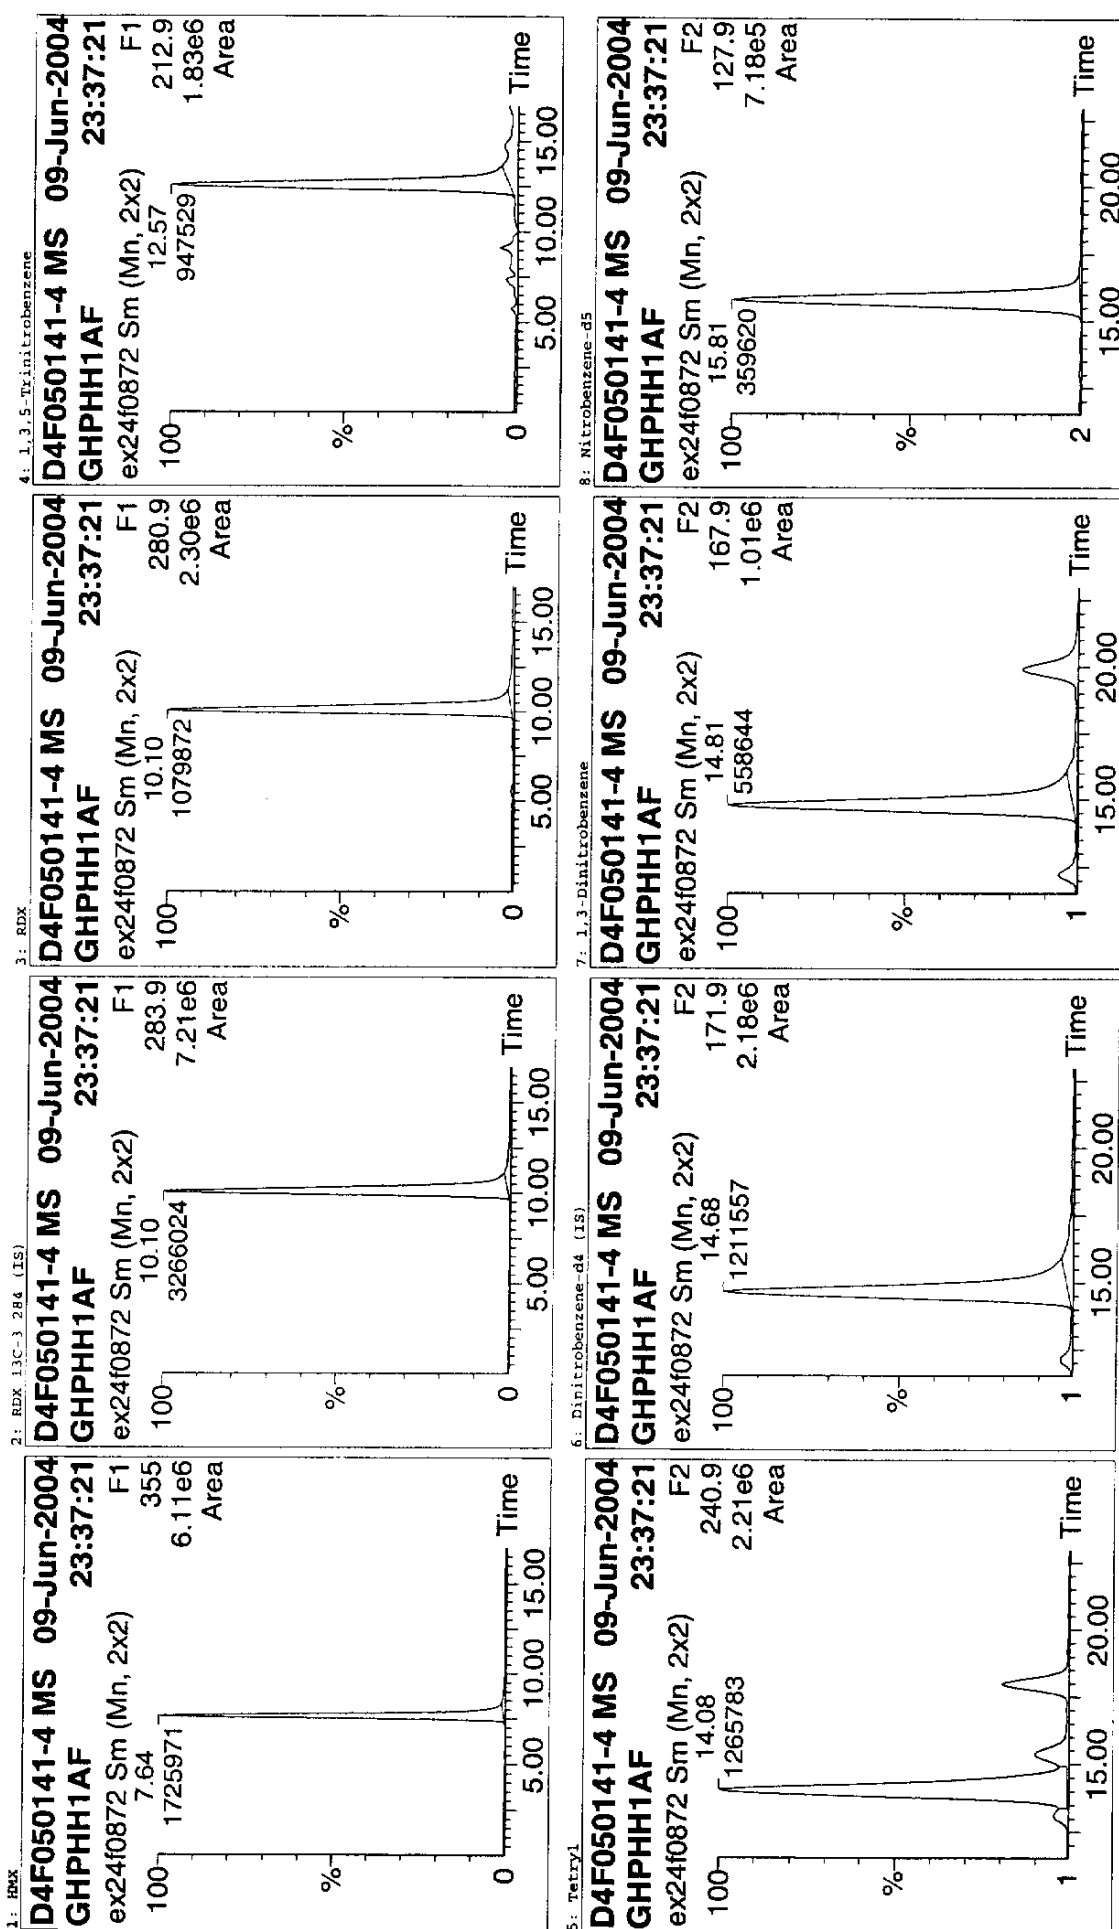 1: HMX
D4F050141-4 MS 09-Jun-2004
GHPHH1AF 23:37:21
ex24f0872 Sm (Mn, 2x2) F1
7.64 355
1725971 6.11e6
Area
100
%
0
5.00 10.00 15.00
Time
2: RDX 13C-3 284 (IS)
D4F050141-4 MS 09-Jun-2004
GHPHH1AF 23:37:21
ex24f0872 Sm (Mn, 2x2) F1
10.10 283.9
3266024 7.21e6
Area
100
%
0
5.00 10.00 15.00
Time
3: RDX
D4F050141-4 MS 09-Jun-2004
GHPHH1AF 23:37:21
ex24f0872 Sm (Mn, 2x2) F1
10.10 280.9
1079872 2.30e6
Area
100
%
0
5.00 10.00 15.00
Time
4: 1,3,5-Trinitrobenzene
D4F050141-4 MS 09-Jun-2004
GHPHH1AF 23:37:21
ex24f0872 Sm (Mn, 2x2) F1
12.57 212.9
947529 1.83e6
Area
100
%
0
5.00 10.00 15.00
Time
5: Tetryl
D4F050141-4 MS 09-Jun-2004
GHPHH1AF 23:37:21
ex24f0872 Sm (Mn, 2x2) F2
14.08 240.9
1265783 2.21e6
Area
100
%
1
15.00 20.00
Time
6: Dinitrobenzene-d4 (IS)
D4F050141-4 MS 09-Jun-2004
GHPHH1AF 23:37:21
ex24f0872 Sm (Mn, 2x2) F2
14.68 171.9
1211557 2.18e6
Area
100
%
1
15.00 20.00
Time
7: 1,3-Dinitrobenzene
D4F050141-4 MS 09-Jun-2004
GHPHH1AF 23:37:21
ex24f0872 Sm (Mn, 2x2) F2
14.81 167.9
558644 1.01e6
Area
100
%
1
15.00 20.00
Time
8: Nitrobenzene-d5
D4F050141-4 MS 09-Jun-2004
GHPHH1AF 23:37:21
ex24f0872 Sm (Mn, 2x2) F2
15.81 127.9
359620 7.18e5
Area
100
%
2
15.00 20.00
Time